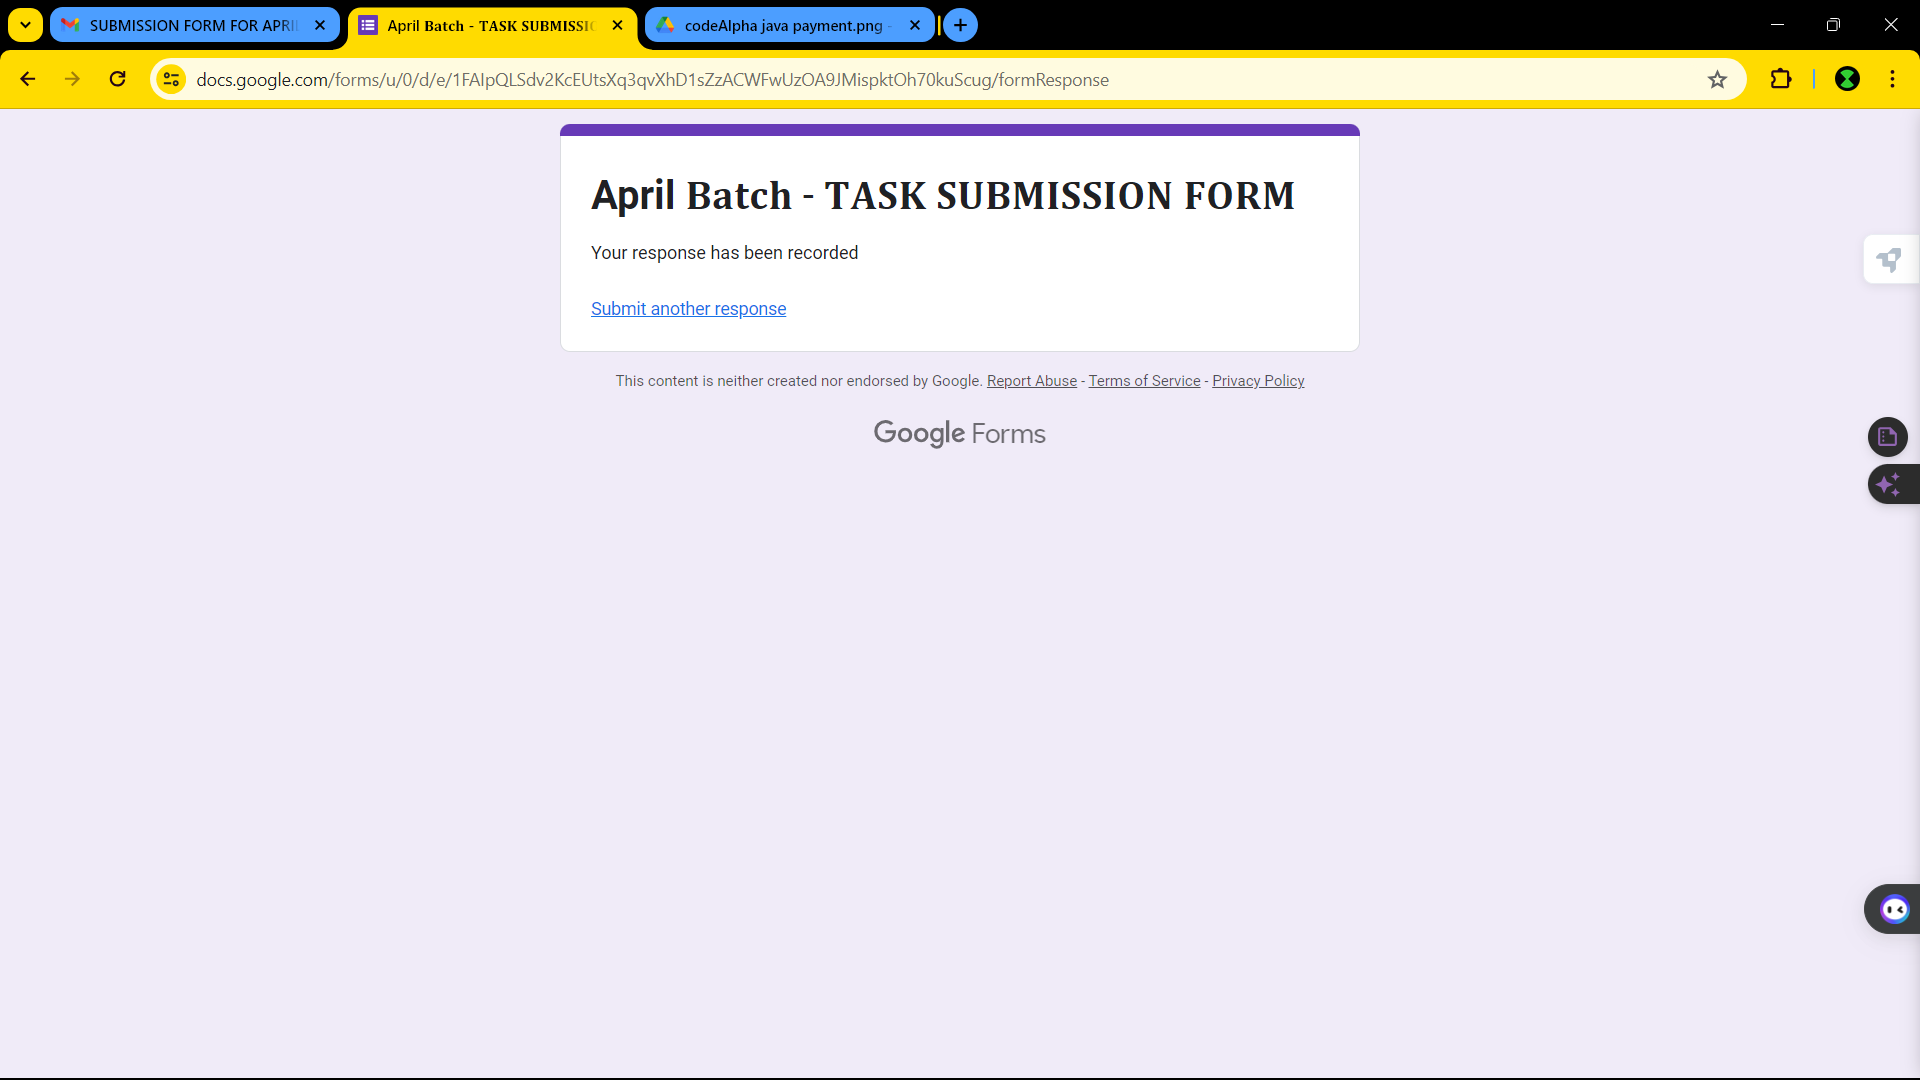 SUBMISSION FORM FOR APRIL
April Batch - TASK SUBMISSIO
codeAlpha java payment.png -
docs.google.com/forms/u/0/d/e/1FAIpQLSdv2KcEUtsXq3qvXhD1sZzACWFwUzOA9JMispktOh70kuScug/formResponse
April Batch - TASK SUBMISSION FORM
Your response has been recorded
Submit another response
This content is neither created nor endorsed by Google. Report Abuse - Terms of Service - Privacy Policy
Google Forms